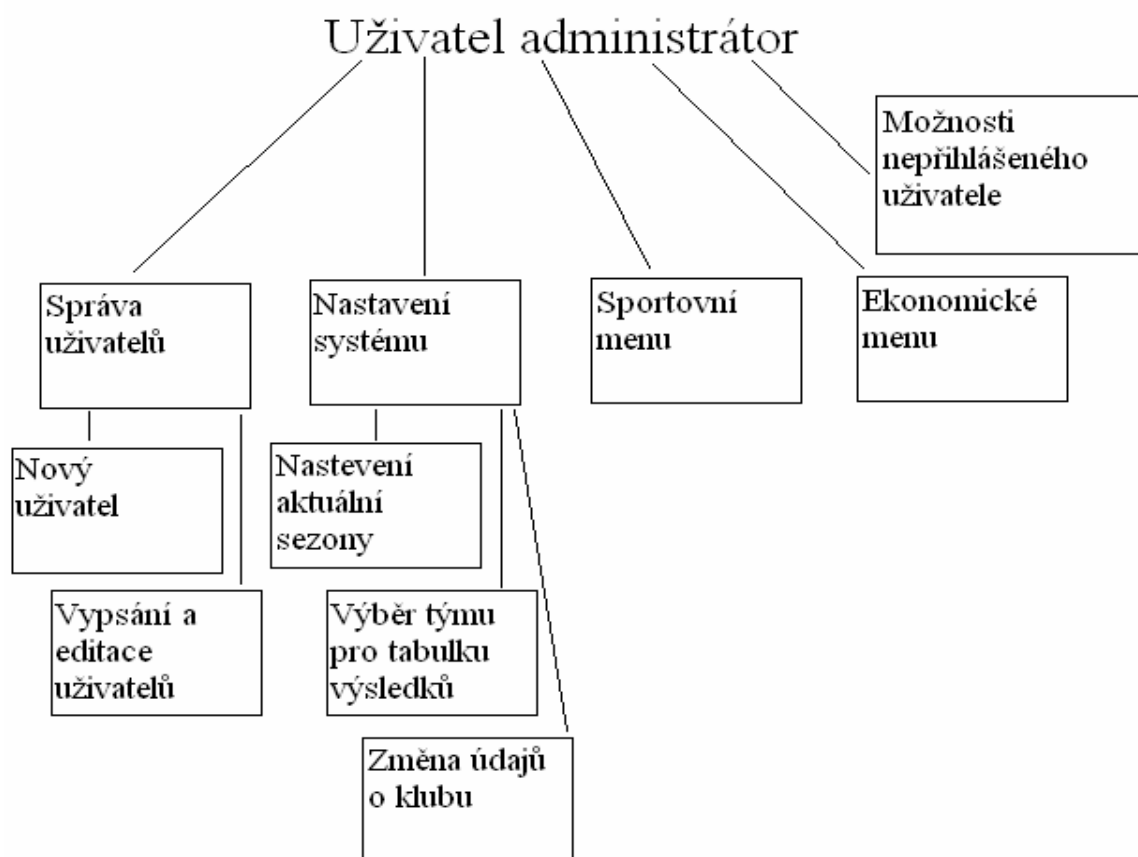 Uživatel administrátor
Možnosti
nepřihlášeného
uživatele
Správa
uživatelů
Nastavení
systému
Sportovní
menu
Ekonomické
menu
Nový
uživatel
Nastevení
aktuální
sezony
Vypsání a
editace
uživatelů
Výběr týmu
pro tabulku
výsledků
Změna údajů
o klubu